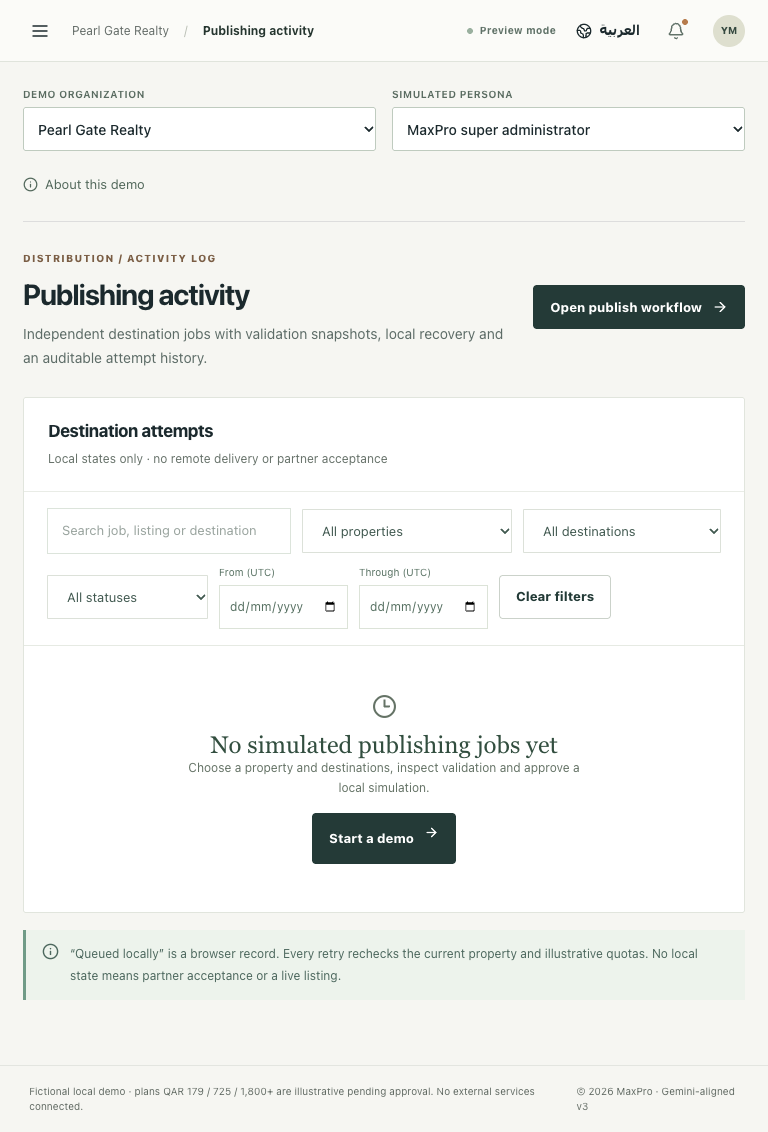 Pearl Gate Realty / Publishing activity
Preview mode
العربية
YM
DEMO ORGANIZATION
SIMULATED PERSONA
Pearl Gate Realty
MaxPro super administrator
About this demo
DISTRIBUTION / ACTIVITY LOG
Publishing activity
Independent destination jobs with validation snapshots, local recovery and
an auditable attempt history.
Open publish workflow
Destination attempts
Local states only · no remote delivery or partner acceptance
Search job, listing or destination
All properties
All destinations
All statuses
From (UTC)
dd/mm/yyyy
Through (UTC)
dd/mm/yyyy
Clear filters
No simulated publishing jobs yet
Choose a property and destinations, inspect validation and approve a
local simulation.
Start a demo
“Queued locally” is a browser record. Every retry rechecks the current property and illustrative quotas. No local
state means partner acceptance or a live listing.
Fictional local demo · plans QAR 179 / 725 / 1,800+ are illustrative pending approval. No external services
connected.
© 2026 MaxPro · Gemini-aligned
v3